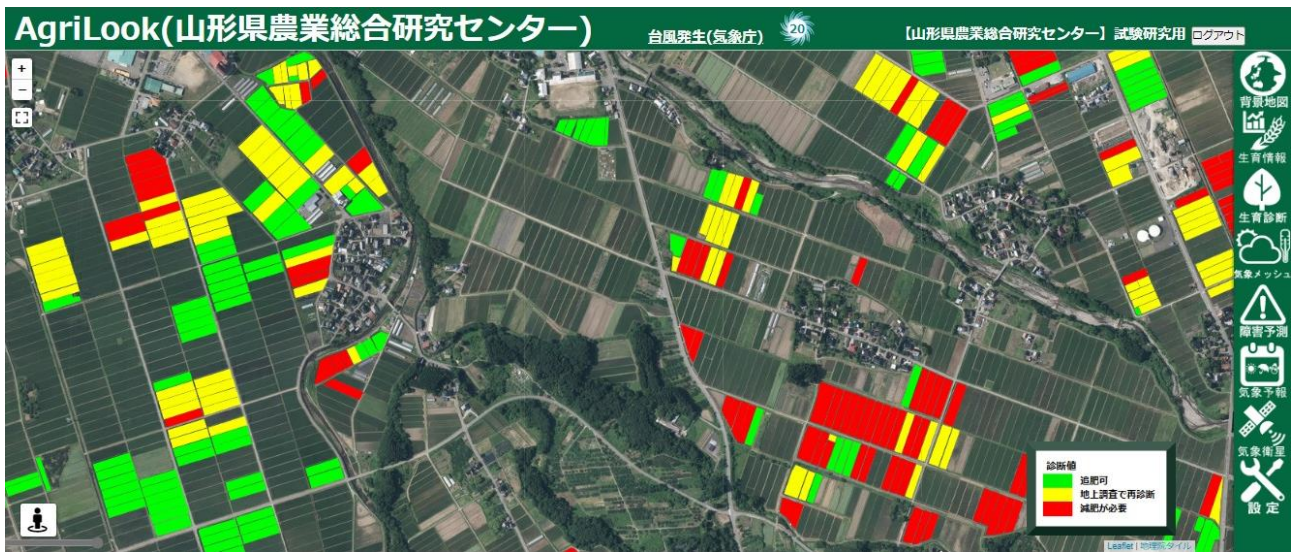 AgriLook(山形県農業総合研究センター)
台風発生(気象庁)
20
【山形県農業総合研究センター】試験研究用
ログアウト
+
−
背景地図
生育情報
生育診断
気象メッシュ
障害予測
気象予報
気象衛星
設定
診断値
追肥可
地上調査で再診断
減肥が必要
Leaflet | 地理院タイル